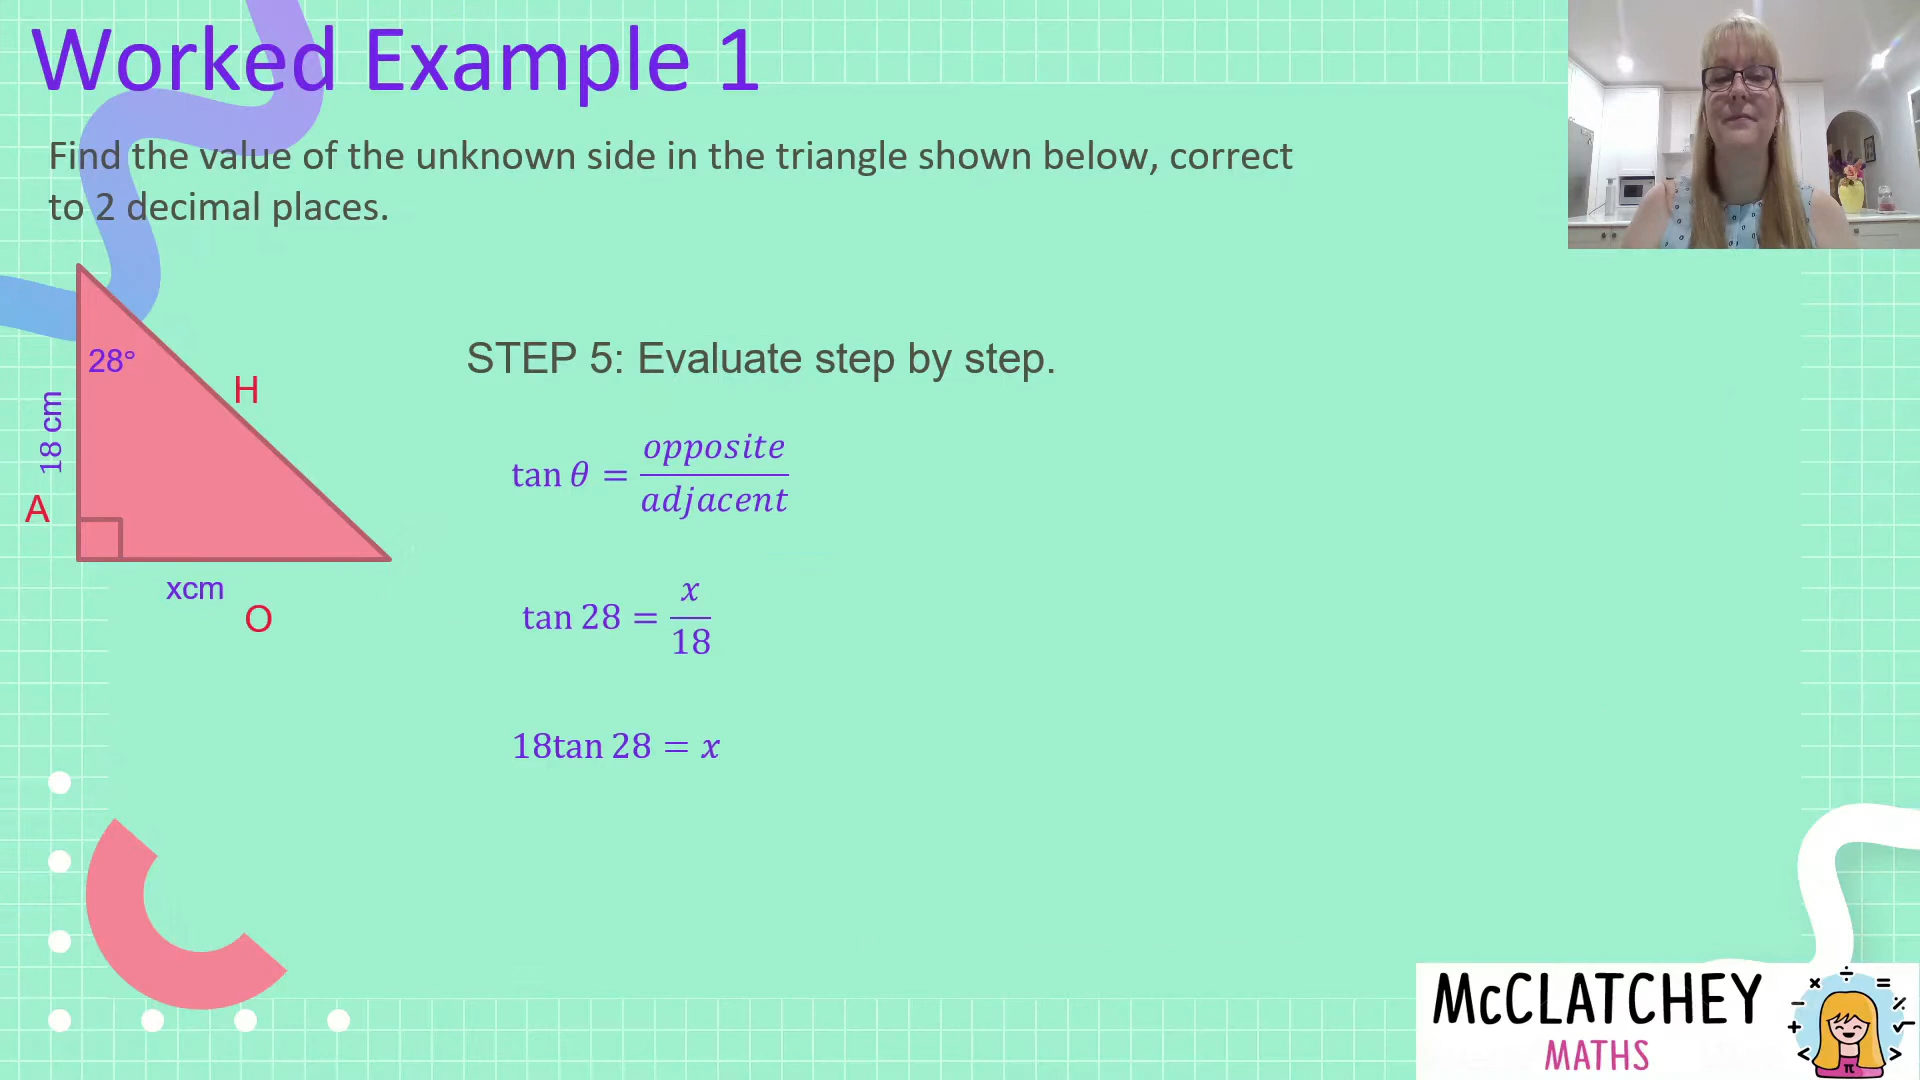 Worked Example 1
Find the value of the unknown side in the triangle shown below, correct
to 2 decimal places.
28°
H
18 cm
A
xcm
O
STEP 5: Evaluate step by step.
tan θ = opposite/adjacent
tan 28 = x/18
18tan 28 = x
McCLATCHEY
MATHS
× ÷ =
− %
+ √
< >
π